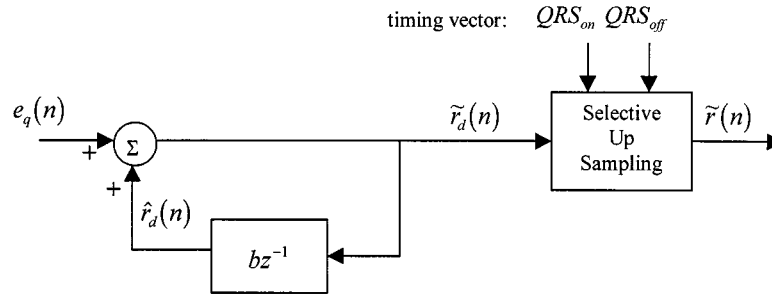 timing vector: QRS_on QRS_off
e_q(n)
+
Σ
+
r̂_d(n)
bz⁻¹
r̃_d(n)
Selective
Up
Sampling
r̃(n)